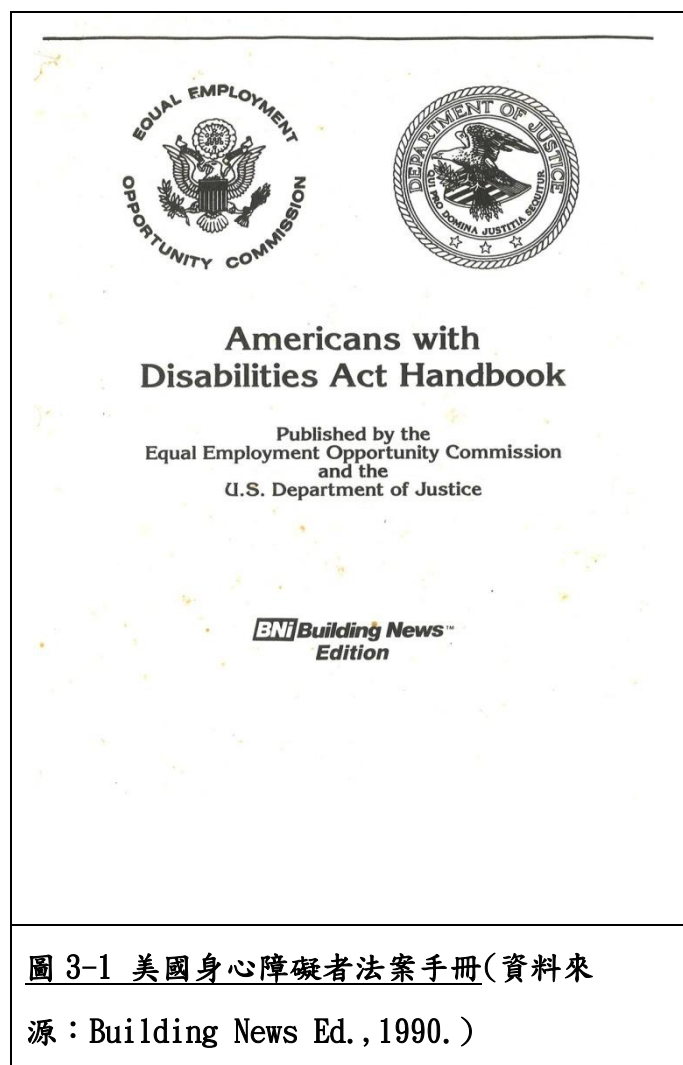 EQUAL EMPLOYMENT
OPPORTUNITY COMMISSION
DEPARTMENT OF JUSTICE
QUI PRO DOMINA JUSTITIA SEQUITUR
Americans with
Disabilities Act Handbook
Published by the
Equal Employment Opportunity Commission
and the
U.S. Department of Justice
BNi Building News™
Edition
圖 3-1 美國身心障礙者法案手冊(資料來
源：Building News Ed.,1990.)